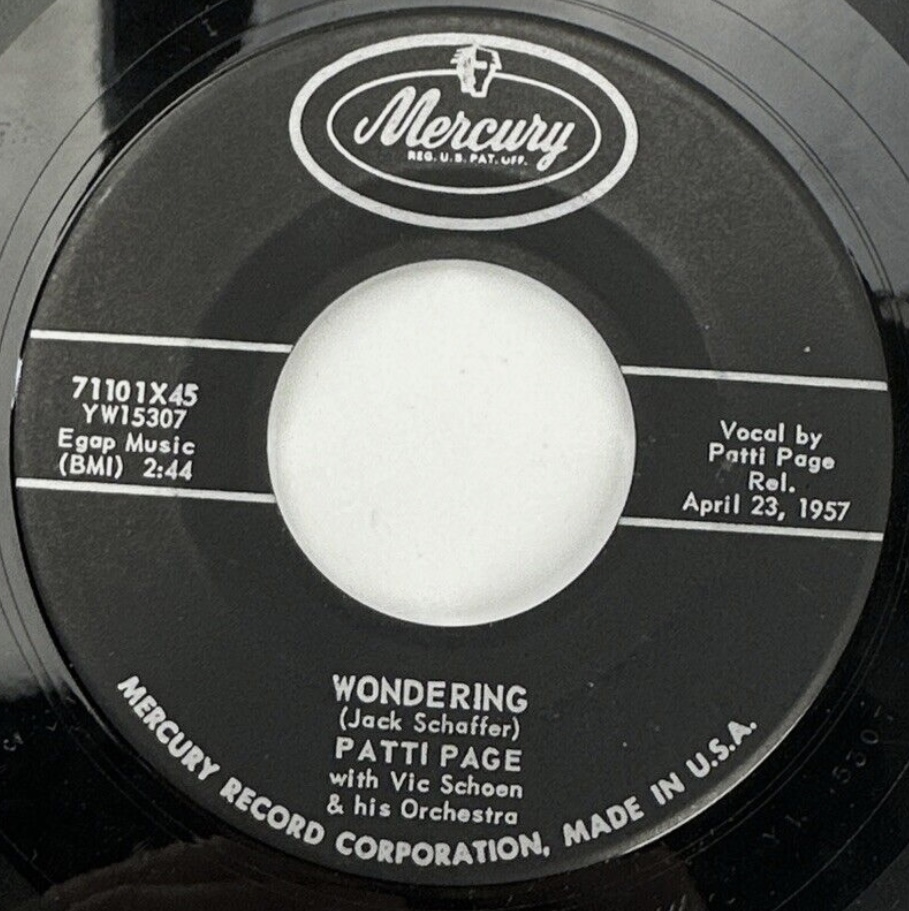 Mercury
REG. U.S. PAT. OFF.
71101X45
YW15307
Egap Music
(BMI) 2:44
Vocal by
Patti Page
Rel.
April 23, 1957
WONDERING
(Jack Schaffer)
PATTI PAGE
with Vic Schoen
& his Orchestra
MERCURY RECORD CORPORATION, MADE IN U.S.A.